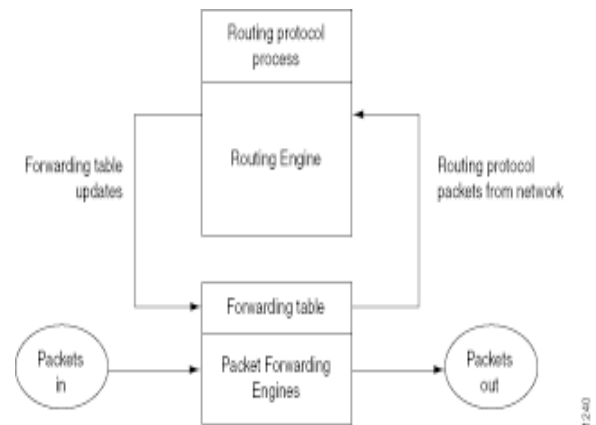 Routing protocol
process
Routing Engine
Forwarding table
updates
Routing protocol
packets from network
Forwarding table
Packets
in
Packet Forwarding
Engines
Packets
out
1240